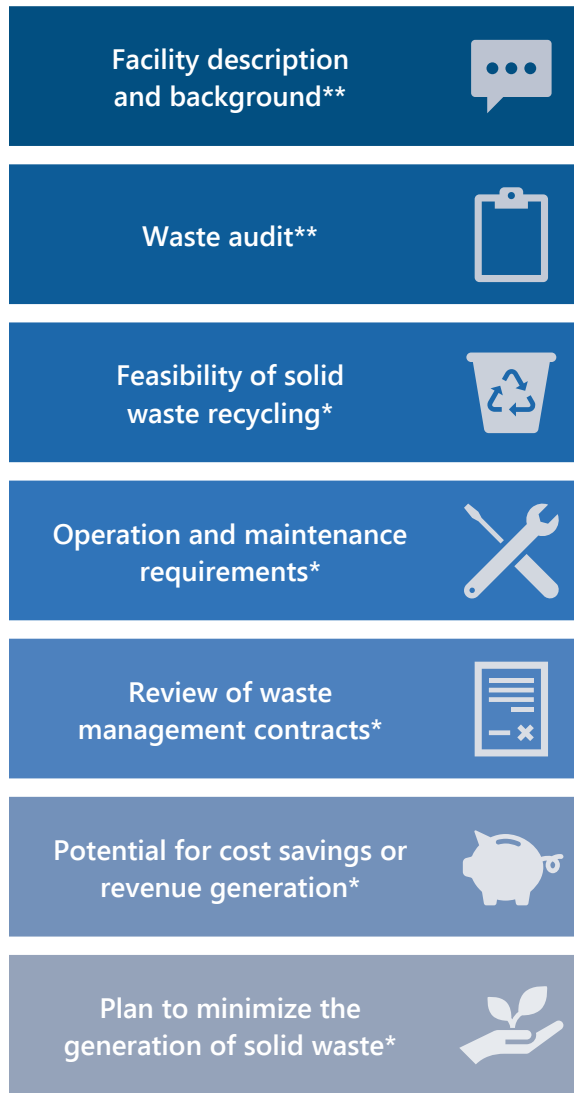 Facility description
and background**
Waste audit**
Feasibility of solid
waste recycling*
Operation and maintenance
requirements*
Review of waste
management contracts*
Potential for cost savings or
revenue generation*
Plan to minimize the
generation of solid waste*